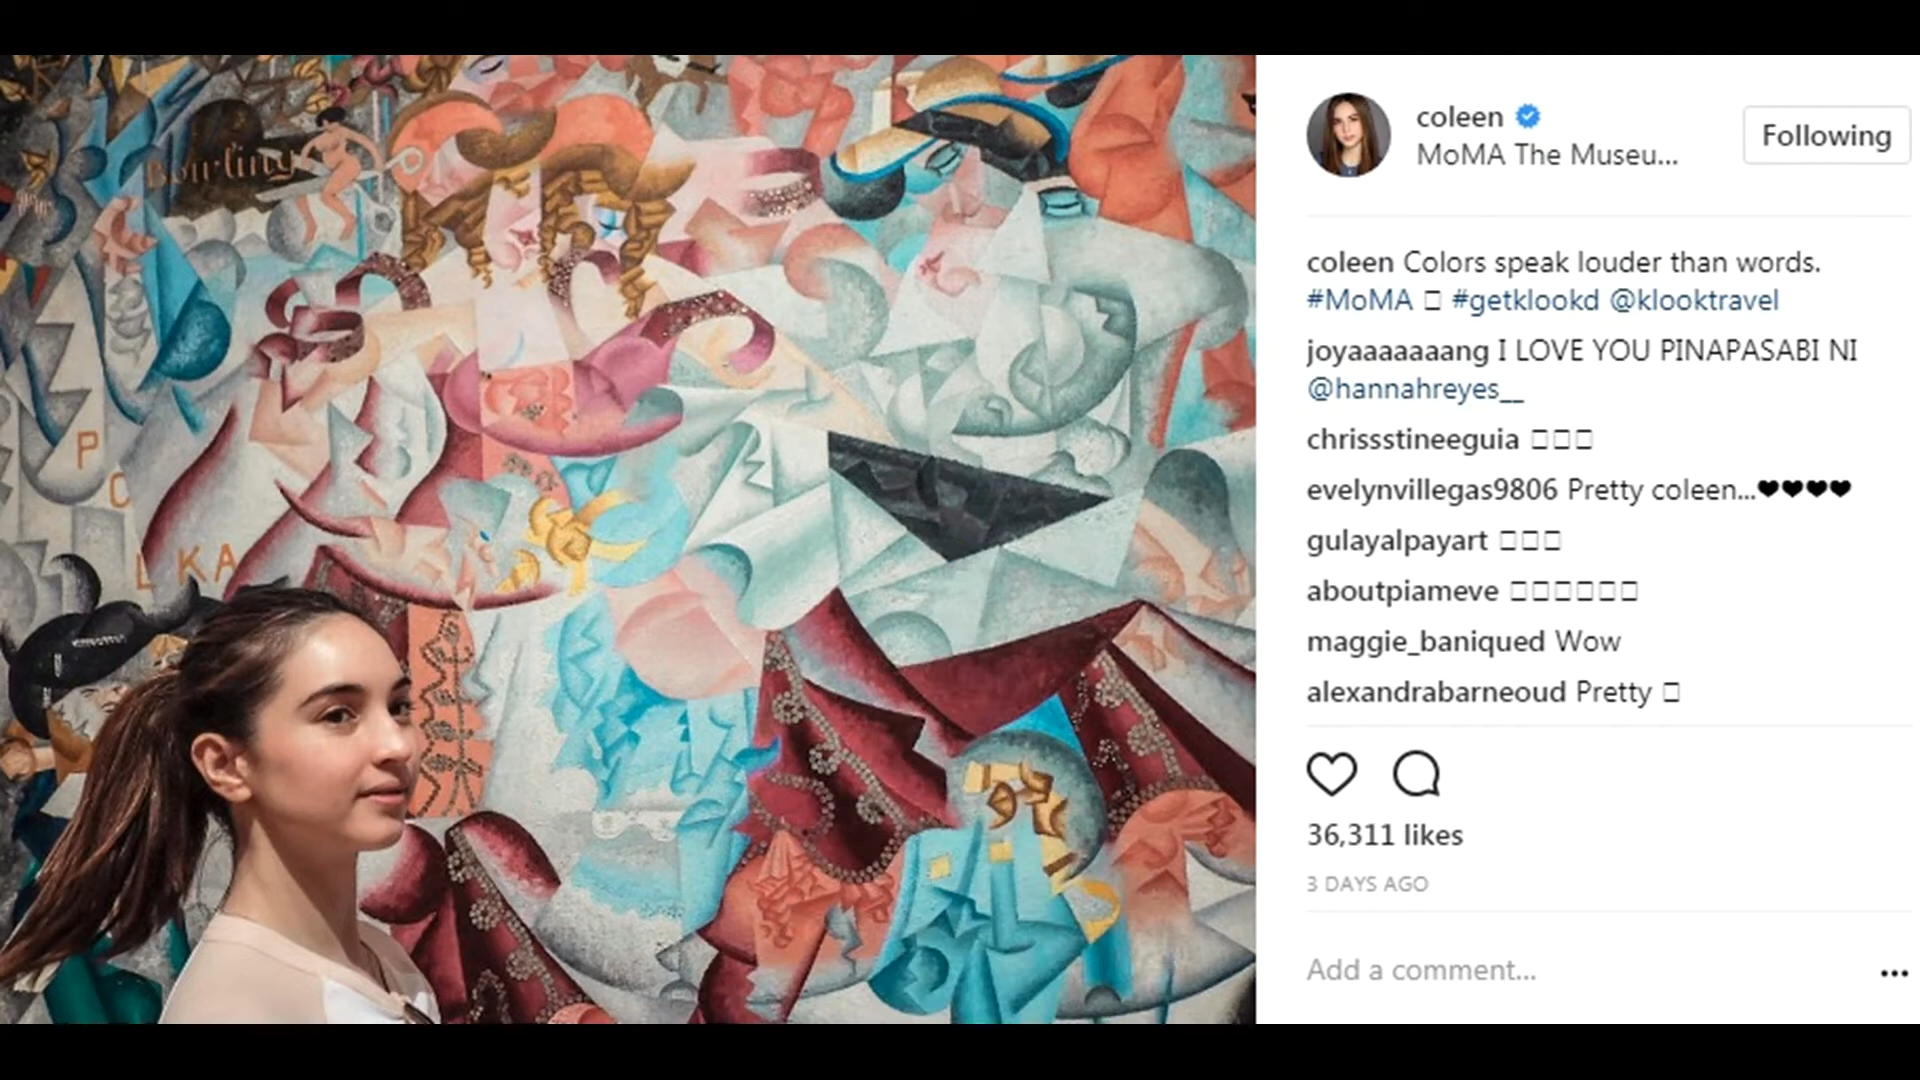 Bowling
P
O
L KA
coleen
MoMA The Museu...
Following
coleen Colors speak louder than words.
#MoMA #getklookd @klooktravel
joyaaaaaaang I LOVE YOU PINAPASABI NI
@hannahreyes__
chrissstineeguia
evelynvillegas9806 Pretty coleen...♥♥♥♥
gulayalpayart
aboutpiameve
maggie_baniqued Wow
alexandrabarneoud Pretty
36,311 likes
3 DAYS AGO
Add a comment...